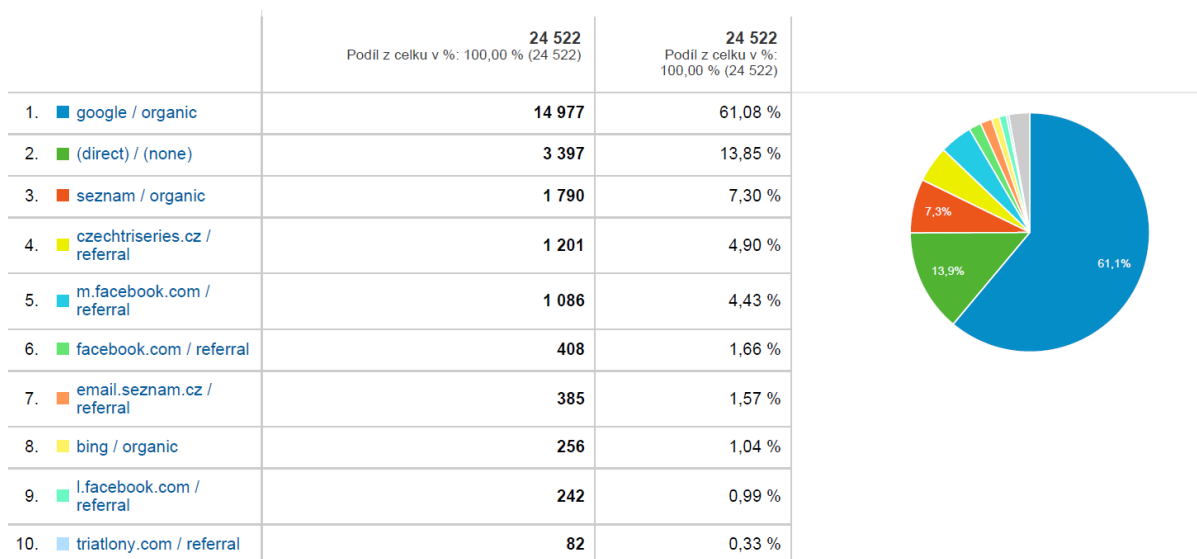 24 522
Podíl z celku v %: 100,00 % (24 522)
24 522
Podíl z celku v %:
100,00 % (24 522)
1. google / organic 14 977 61,08 %
2. (direct) / (none) 3 397 13,85 %
3. seznam / organic 1 790 7,30 %
4. czechtriseries.cz /
referral 1 201 4,90 %
5. m.facebook.com /
referral 1 086 4,43 %
6. facebook.com / referral 408 1,66 %
7. email.seznam.cz /
referral 385 1,57 %
8. bing / organic 256 1,04 %
9. l.facebook.com /
referral 242 0,99 %
10. triatlony.com / referral 82 0,33 %
7,3%
13,9%
61,1%